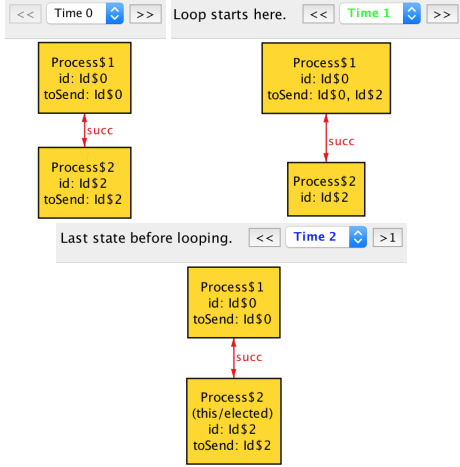 << Time 0 >>
Loop starts here. << Time 1 >>
Process$1
id: Id$0
toSend: Id$0
succ
Process$2
id: Id$2
toSend: Id$2
Process$1
id: Id$0
toSend: Id$0, Id$2
succ
Process$2
id: Id$2
Last state before looping. << Time 2 >1
Process$1
id: Id$0
toSend: Id$0
succ
Process$2
(this/elected)
id: Id$2
toSend: Id$2